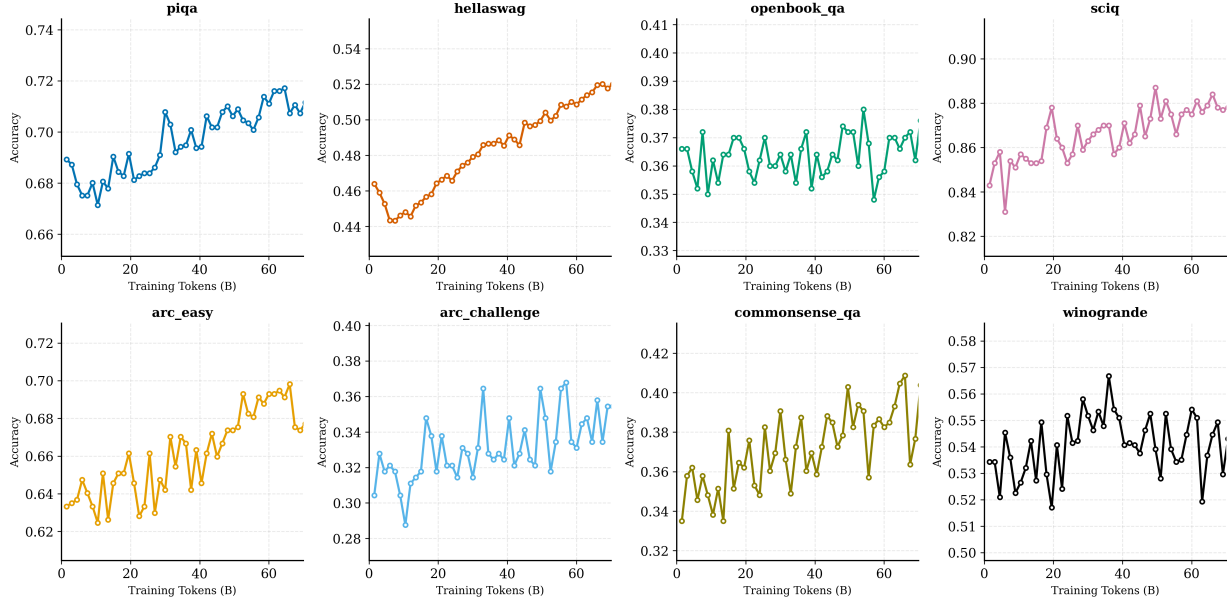 piqa
0.74
0.72
0.70
0.68
0.66
Accuracy
0 20 40 60
Training Tokens (B)
hellaswag
0.54
0.52
0.50
0.48
0.46
0.44
Accuracy
0 20 40 60
Training Tokens (B)
openbook_qa
0.41
0.40
0.39
0.38
0.37
0.36
0.35
0.34
0.33
Accuracy
0 20 40 60
Training Tokens (B)
sciq
0.90
0.88
0.86
0.84
0.82
Accuracy
0 20 40 60
Training Tokens (B)
arc_easy
0.72
0.70
0.68
0.66
0.64
0.62
Accuracy
0 20 40 60
Training Tokens (B)
arc_challenge
0.40
0.38
0.36
0.34
0.32
0.30
0.28
Accuracy
0 20 40 60
Training Tokens (B)
commonsense_qa
0.42
0.40
0.38
0.36
0.34
0.32
Accuracy
0 20 40 60
Training Tokens (B)
winogrande
0.58
0.57
0.56
0.55
0.54
0.53
0.52
0.51
0.50
Accuracy
0 20 40 60
Training Tokens (B)